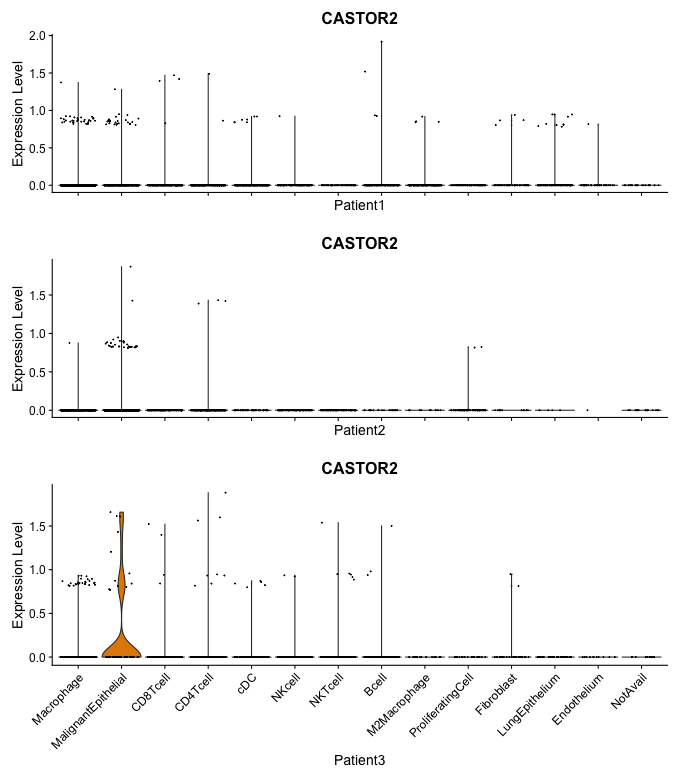 CASTOR2
Expression Level
2.0
1.5
1.0
0.5
0.0
Patient1
CASTOR2
Expression Level
1.5
1.0
0.5
0.0
Patient2
CASTOR2
Expression Level
1.5
1.0
0.5
0.0
Macrophage
MalignantEpithelial
CD8Tcell
CD4Tcell
cDC
NKcell
NKTcell
Bcell
M2Macrophage
ProliferatingCell
Fibroblast
LungEpithelium
Endothelium
NotAvail
Patient3